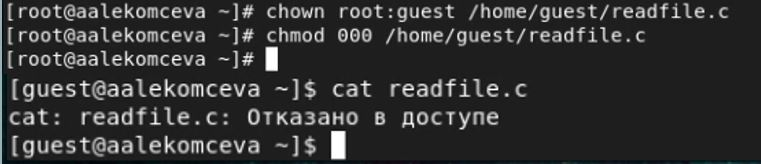 [root@aalekomceva ~]# chown root:guest /home/guest/readfile.c
[root@aalekomceva ~]# chmod 000 /home/guest/readfile.c
[root@aalekomceva ~]#
[guest@aalekomceva ~]$ cat readfile.c
cat: readfile.c: Отказано в доступе
[guest@aalekomceva ~]$